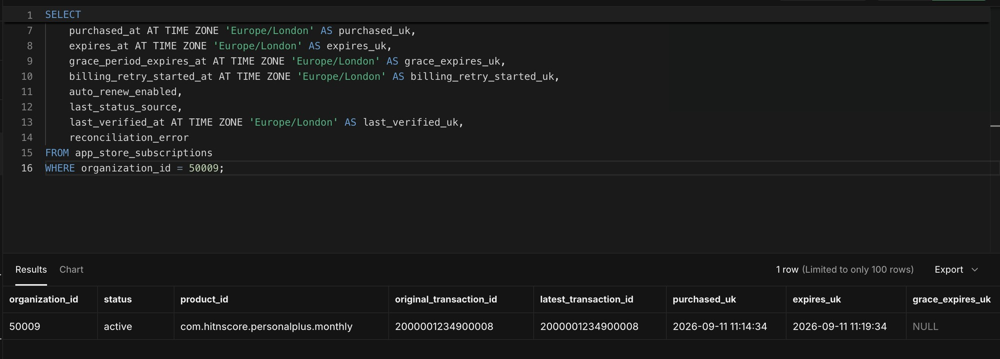 1 SELECT
7 purchased_at AT TIME ZONE 'Europe/London' AS purchased_uk,
8 expires_at AT TIME ZONE 'Europe/London' AS expires_uk,
9 grace_period_expires_at AT TIME ZONE 'Europe/London' AS grace_expires_uk,
10 billing_retry_started_at AT TIME ZONE 'Europe/London' AS billing_retry_started_uk,
11 auto_renew_enabled,
12 last_status_source,
13 last_verified_at AT TIME ZONE 'Europe/London' AS last_verified_uk,
14 reconciliation_error
15 FROM app_store_subscriptions
16 WHERE organization_id = 50009;
Results Chart 1 row (Limited to only 100 rows) Export
organization_id status product_id original_transaction_id latest_transaction_id purchased_uk expires_uk grace_expires_uk
50009 active com.hitnscore.personalplus.monthly 2000001234900008 2000001234900008 2026-09-11 11:14:34 2026-09-11 11:19:34 NULL